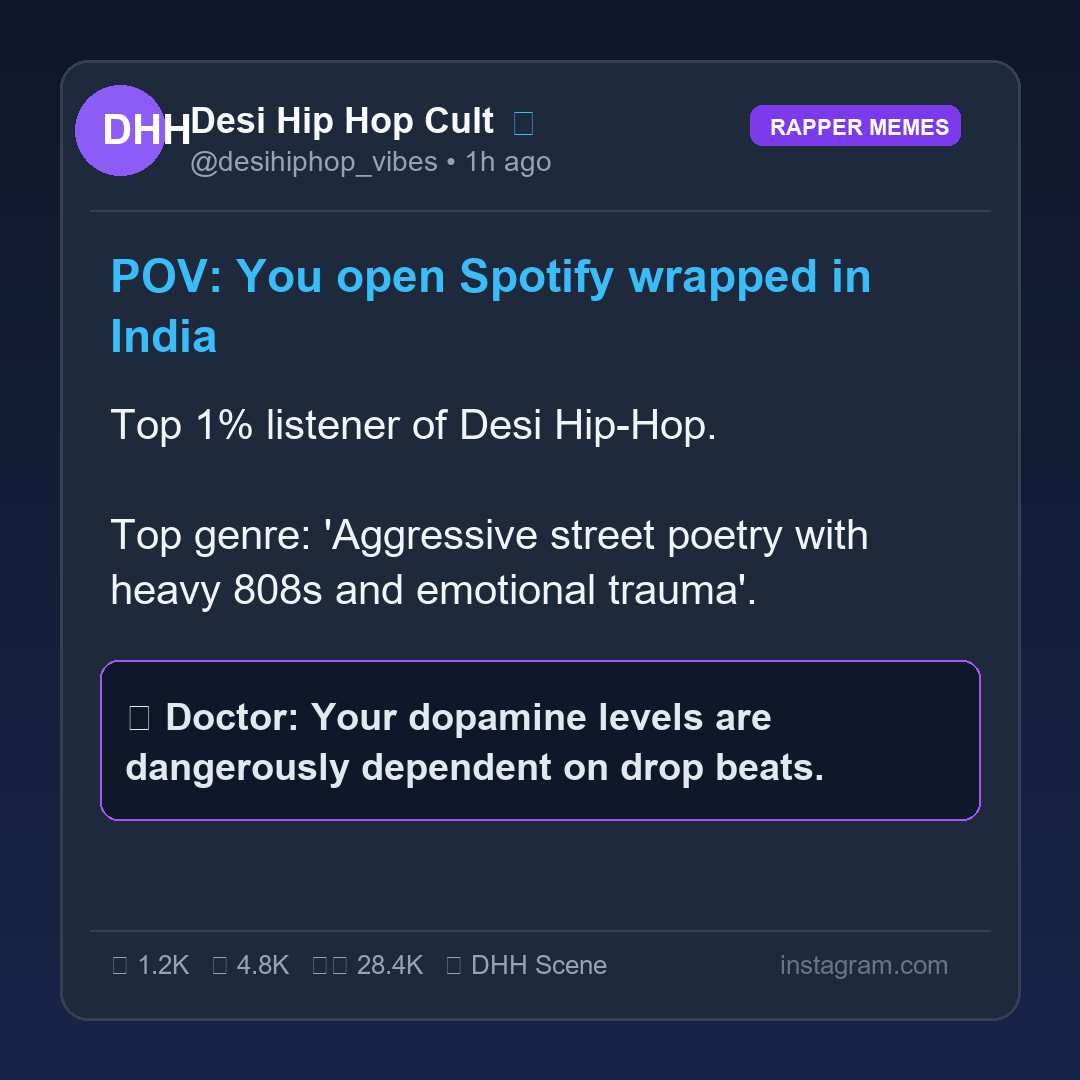 DHH
Desi Hip Hop Cult
@desihiphop_vibes • 1h ago
RAPPER MEMES
POV: You open Spotify wrapped in
India
Top 1% listener of Desi Hip-Hop.
Top genre: 'Aggressive street poetry with
heavy 808s and emotional trauma'.
Doctor: Your dopamine levels are
dangerously dependent on drop beats.
1.2K 4.8K 28.4K DHH Scene
instagram.com